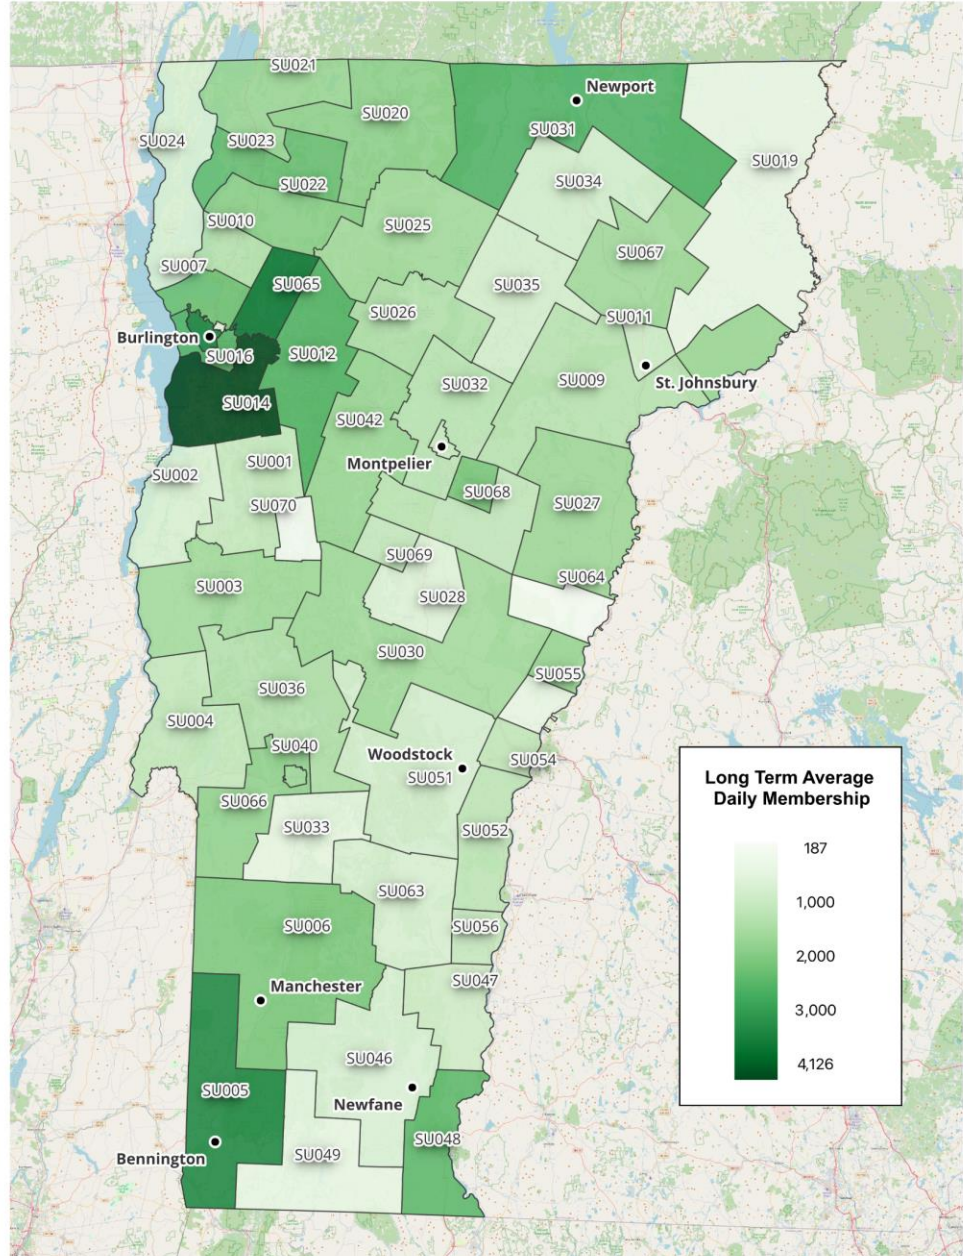 SU021
Newport
SU020
SU031
SU024
SU023
SU019
SU034
SU022
SU010
SU025
SU067
SU007
SU065
SU035
SU026
SU011
Burlington
SU016
SU012
SU032
SU009
St. Johnsbury
SU014
SU042
Montpelier
SU001
SU002
SU068
SU070
SU027
SU069
SU064
SU003
SU028
SU030
SU055
SU036
SU004
SU040
Woodstock
SU051
SU054
SU066
SU033
SU052
SU063
SU006
SU056
SU047
Manchester
SU046
SU005
Newfane
SU048
Bennington
SU049
Long Term Average
Daily Membership
187
1,000
2,000
3,000
4,126